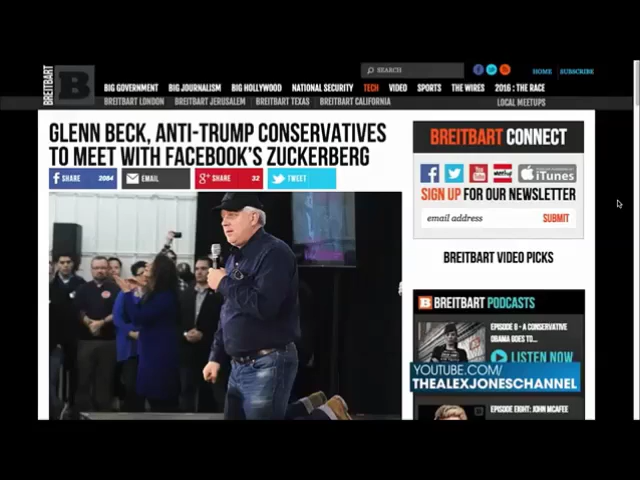 BREITBART
B
SEARCH
HOME
SUBSCRIBE
BIG GOVERNMENT BIG JOURNALISM BIG HOLLYWOOD NATIONAL SECURITY TECH VIDEO SPORTS THE WIRES 2016 : THE RACE
BREITBART LONDON BREITBART JERUSALEM BREITBART TEXAS BREITBART CALIFORNIA LOCAL MEETUPS
GLENN BECK, ANTI-TRUMP CONSERVATIVES
TO MEET WITH FACEBOOK'S ZUCKERBERG
SHARE 2084 EMAIL SHARE 32 TWEET
BREITBART CONNECT
iTunes
SIGN UP FOR OUR NEWSLETTER
email address SUBMIT
BREITBART VIDEO PICKS
B BREITBART PODCASTS
EPISODE 8 - A CONSERVATIVE
DRAMA GOES TO...
LISTEN NOW
YOUTUBE.COM/
THEALEXJONESCHANNEL
EPISODE EIGHT: JOHN MCAFEE